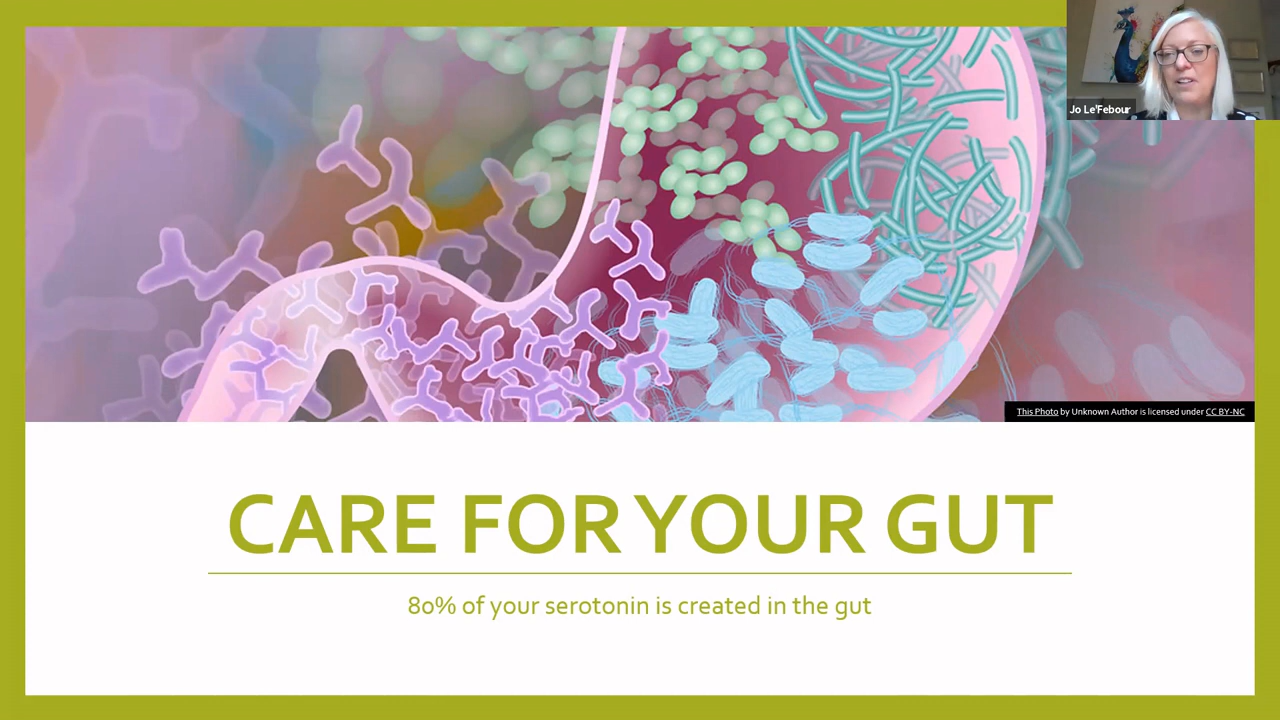 Jo Le'Febour
This Photo by Unknown Author is licensed under CC BY-NC
CARE FOR YOUR GUT
80% of your serotonin is created in the gut